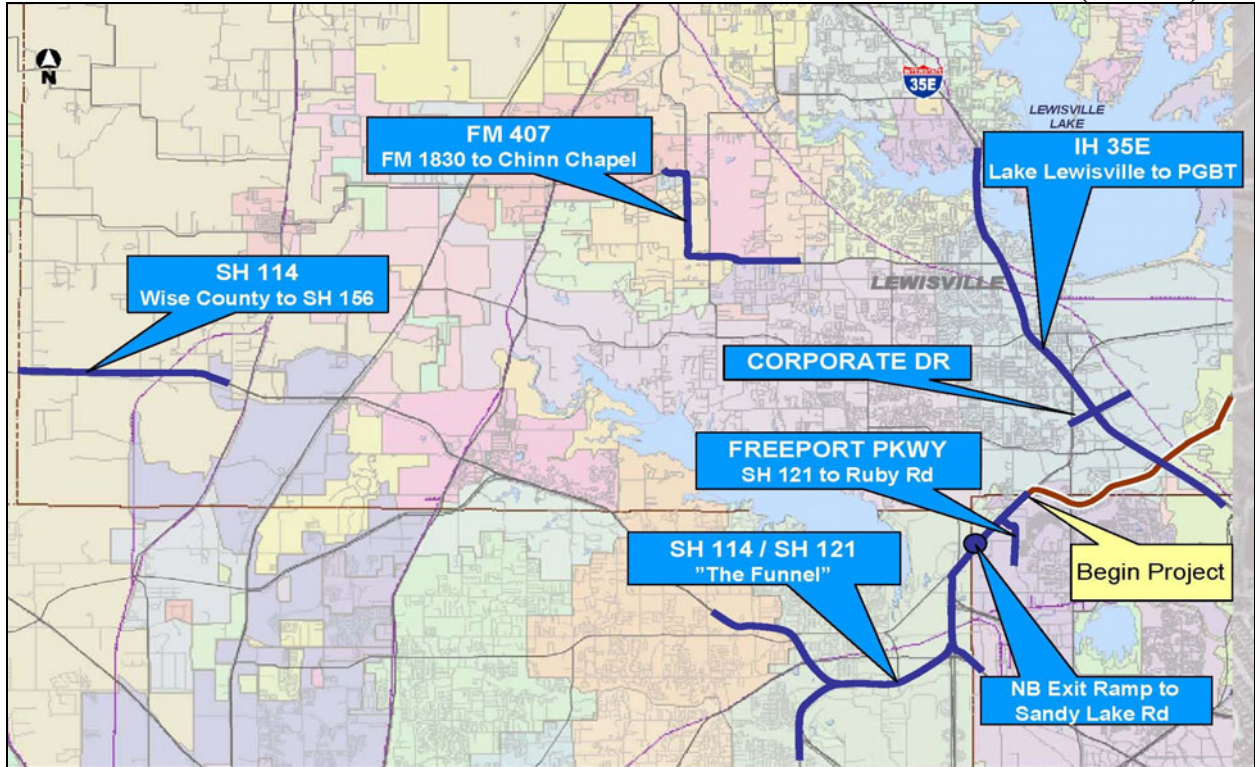 N
INTERSTATE
35E
LEWISVILLE
LAKE
FM 407
FM 1830 to Chinn Chapel
IH 35E
Lake Lewisville to PGBT
SH 114
Wise County to SH 156
LEWISVILLE
CORPORATE DR
FREEPORT PKWY
SH 121 to Ruby Rd
SH 114 / SH 121
”The Funnel”
Begin Project
NB Exit Ramp to
Sandy Lake Rd